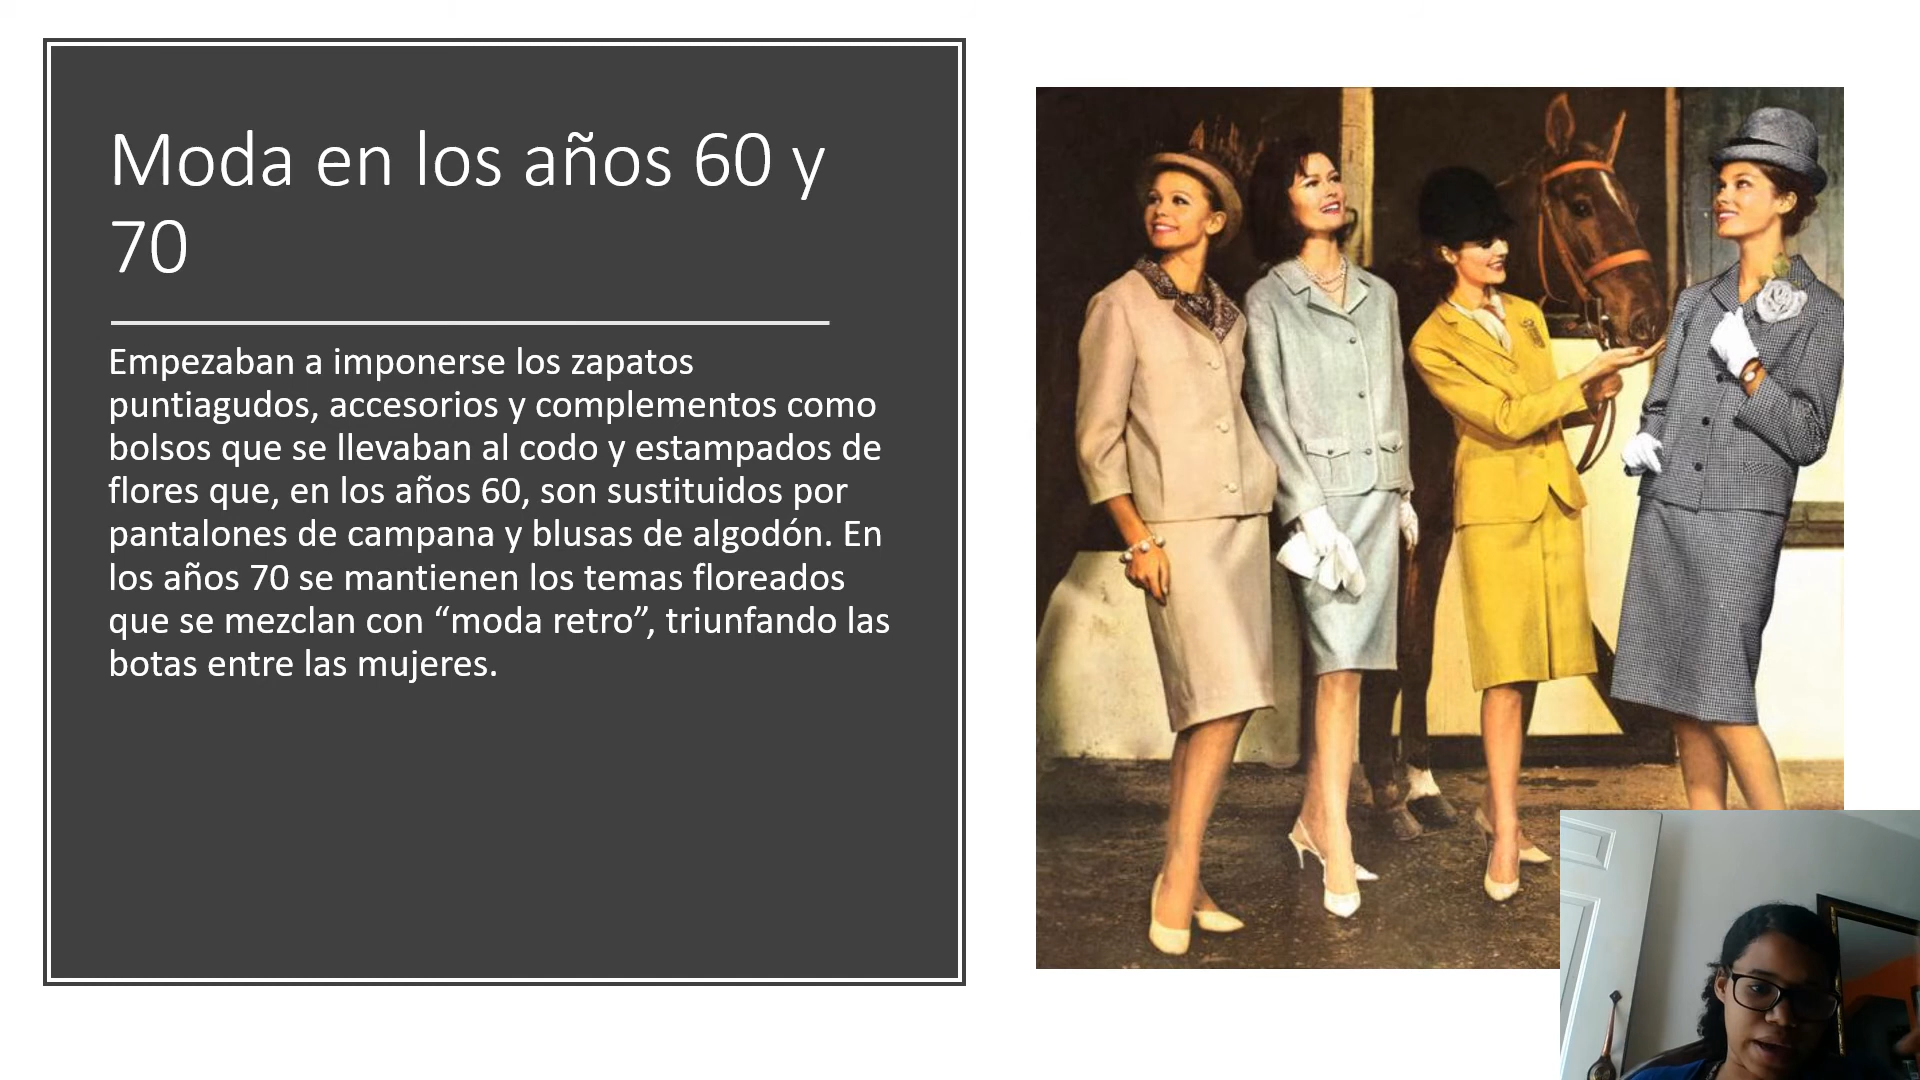 Moda en los años 60 y
70
Empezaban a imponerse los zapatos
puntiagudos, accesorios y complementos como
bolsos que se llevaban al codo y estampados de
flores que, en los años 60, son sustituidos por
pantalones de campana y blusas de algodón. En
los años 70 se mantienen los temas floreados
que se mezclan con “moda retro”, triunfando las
botas entre las mujeres.